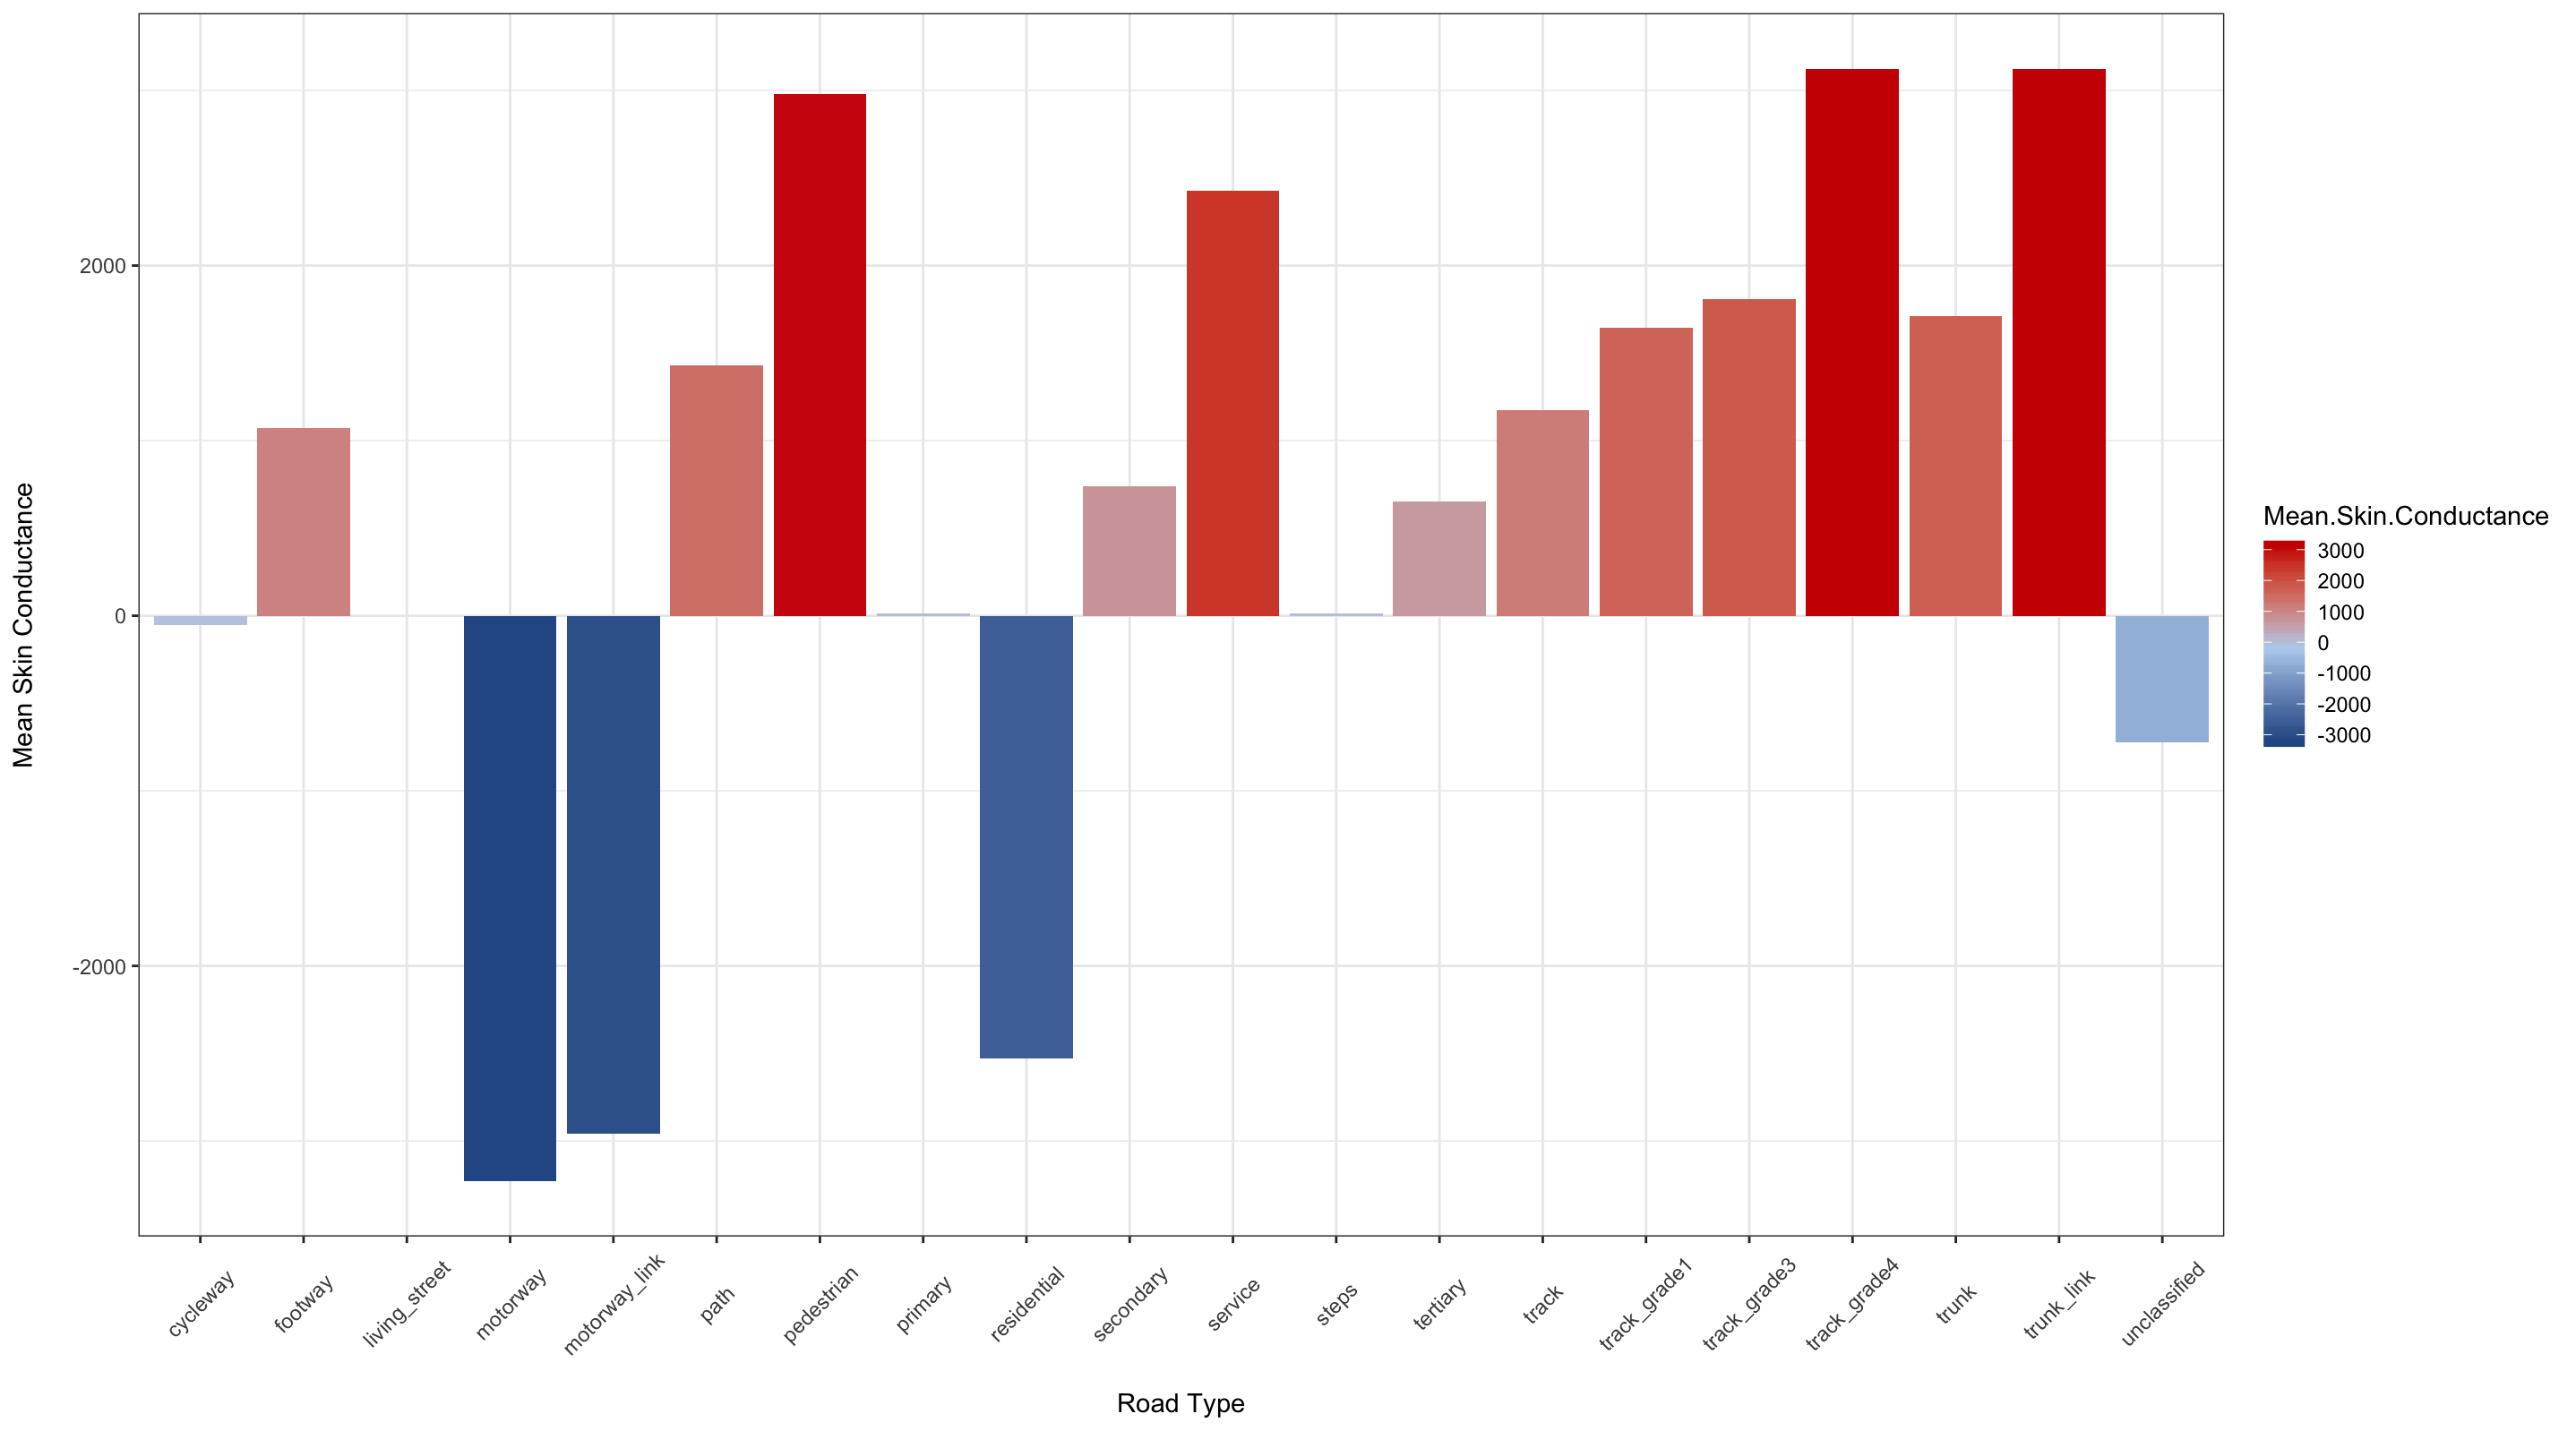 Mean Skin Conductance
2000
0
-2000
cycleway
footway
living_street
motorway
motorway_link
path
pedestrian
primary
residential
secondary
service
steps
tertiary
track
track_grade1
track_grade3
track_grade4
trunk
trunk_link
unclassified
Road Type
Mean.Skin.Conductance
3000
2000
1000
0
-1000
-2000
-3000